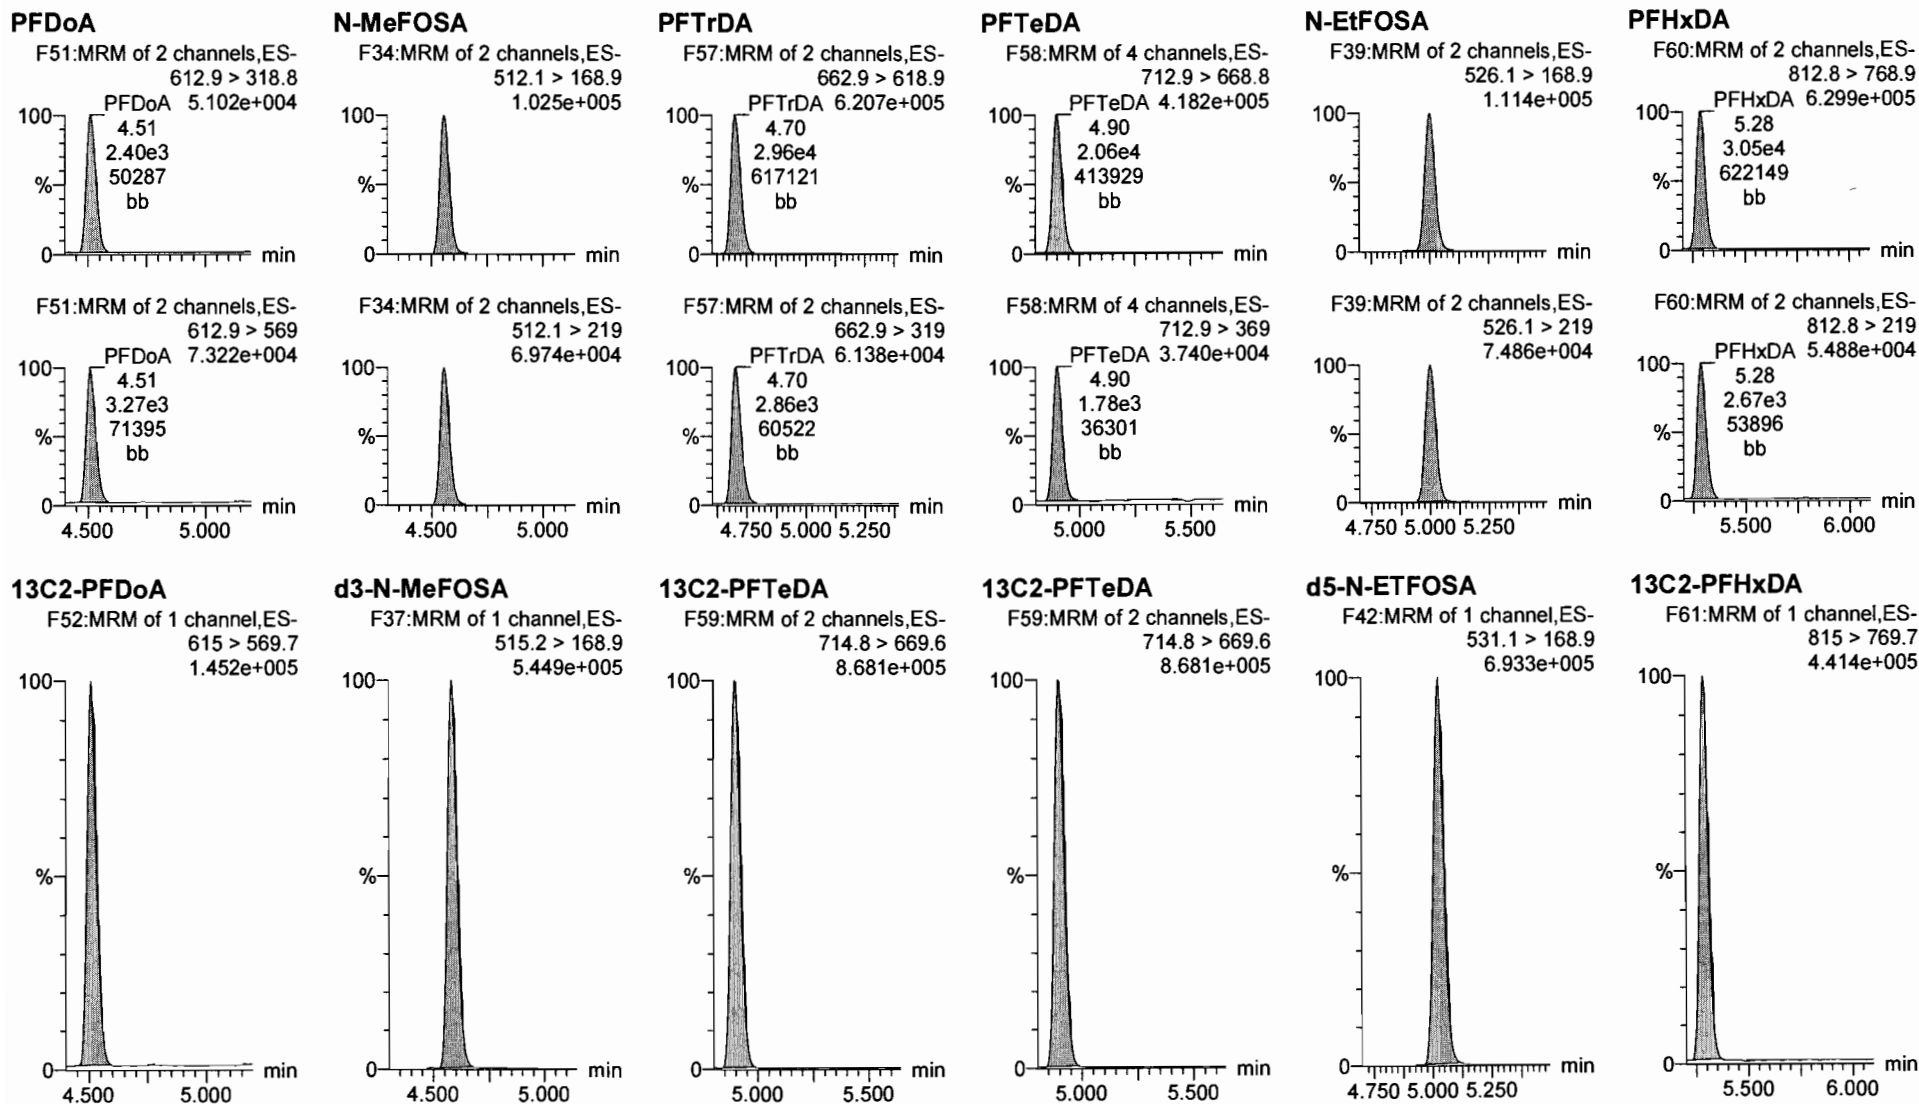 PFDoA
F51:MRM of 2 channels,ES-
612.9 > 318.8
PFDoA 5.102e+004
100
4.51
2.40e3
50287
%
bb
0
min
F51:MRM of 2 channels,ES-
612.9 > 569
PFDoA 7.322e+004
100
4.51
3.27e3
71395
%
bb
0
min
4.500 5.000
13C2-PFDoA
F52:MRM of 1 channel,ES-
615 > 569.7
1.452e+005
100
%
0
min
4.500 5.000
N-MeFOSA
F34:MRM of 2 channels,ES-
512.1 > 168.9
1.025e+005
100
%
0
min
F34:MRM of 2 channels,ES-
512.1 > 219
6.974e+004
100
%
0
min
4.500 5.000
d3-N-MeFOSA
F37:MRM of 1 channel,ES-
515.2 > 168.9
5.449e+005
100
%
0
min
4.500 5.000
PFTrDA
F57:MRM of 2 channels,ES-
662.9 > 618.9
PFTrDA 6.207e+005
100
4.70
2.96e4
617121
%
bb
0
min
F57:MRM of 2 channels,ES-
662.9 > 319
PFTrDA 6.138e+004
100
4.70
2.86e3
60522
%
bb
0
min
4.750 5.000 5.250
13C2-PFTeDA
F59:MRM of 2 channels,ES-
714.8 > 669.6
8.681e+005
100
%
0
min
5.000 5.500
PFTeDA
F58:MRM of 4 channels,ES-
712.9 > 668.8
PFTeDA 4.182e+005
100
4.90
2.06e4
413929
%
bb
0
min
F58:MRM of 4 channels,ES-
712.9 > 369
PFTeDA 3.740e+004
100
4.90
1.78e3
36301
%
bb
0
min
5.000 5.500
13C2-PFTeDA
F59:MRM of 2 channels,ES-
714.8 > 669.6
8.681e+005
100
%
0
min
5.000 5.500
N-EtFOSA
F39:MRM of 2 channels,ES-
526.1 > 168.9
1.114e+005
100
%
0
min
F39:MRM of 2 channels,ES-
526.1 > 219
7.486e+004
100
%
0
min
4.750 5.000 5.250
d5-N-ETFOSA
F42:MRM of 1 channel,ES-
531.1 > 168.9
6.933e+005
100
%
0
min
4.750 5.000 5.250
PFHxDA
F60:MRM of 2 channels,ES-
812.8 > 768.9
PFHxDA 6.299e+005
100
5.28
3.05e4
622149
%
bb
0
min
F60:MRM of 2 channels,ES-
812.8 > 219
PFHxDA 5.488e+004
100
5.28
2.67e3
53896
%
bb
0
min
5.500 6.000
13C2-PFHxDA
F61:MRM of 1 channel,ES-
815 > 769.7
4.414e+005
100
%
0
min
5.500 6.000